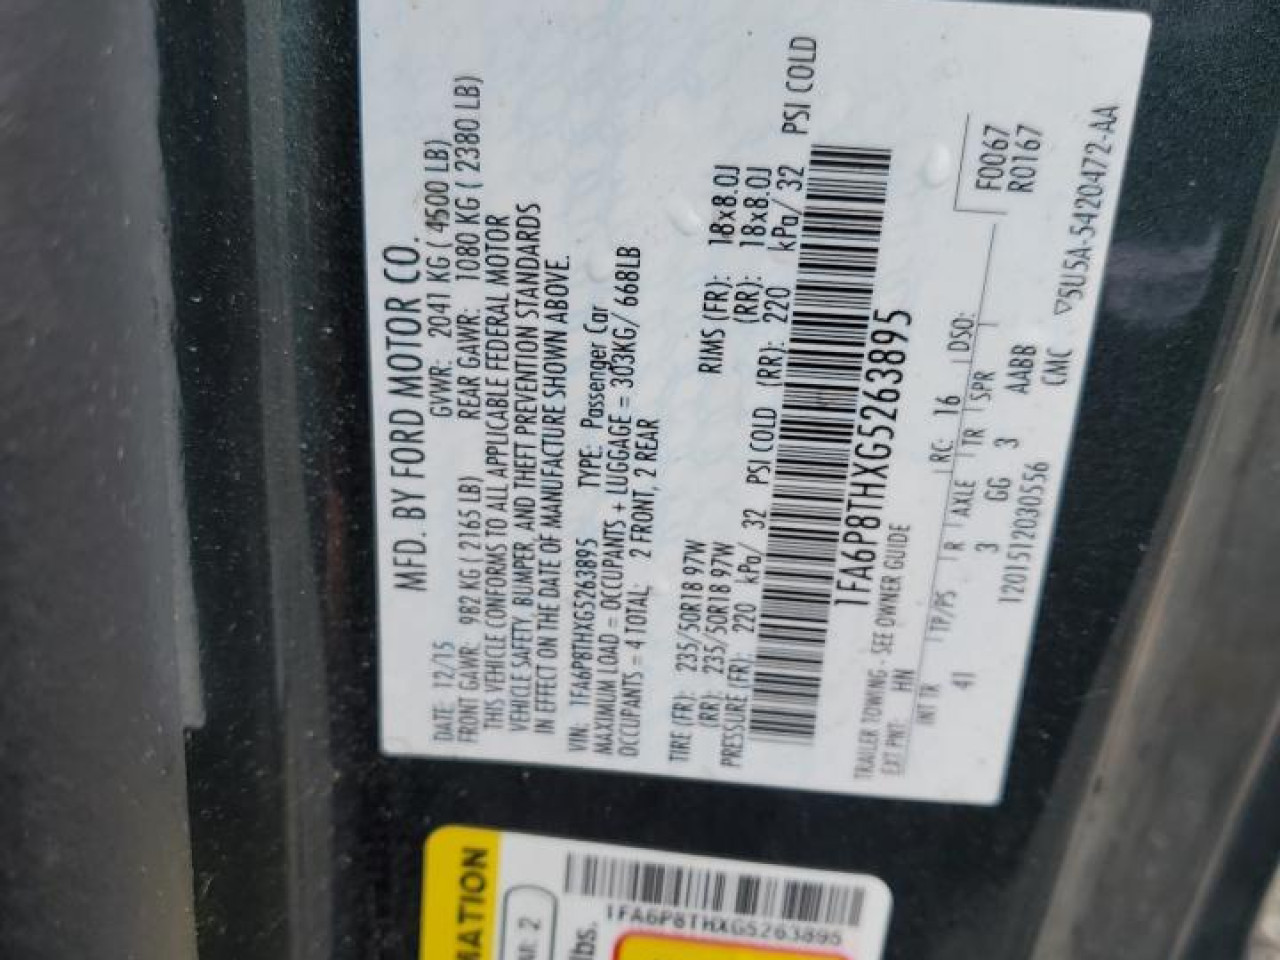 MFD. BY FORD MOTOR CO.
DATE: 12/15 GVWR: 2041 KG ( 4500 LB)
FRONT GAWR: 982 KG ( 2165 LB) REAR GAWR: 1080 KG ( 2380 LB)
THIS VEHICLE CONFORMS TO ALL APPLICABLE FEDERAL MOTOR
VEHICLE SAFETY, BUMPER, AND THEFT PREVENTION STANDARDS
IN EFFECT ON THE DATE OF MANUFACTURE SHOWN ABOVE.
VIN: 1FA6P8THXG5263895 TYPE: Passenger Car
MAXIMUM LOAD = OCCUPANTS + LUGGAGE = 303KG/ 668LB
OCCUPANTS = 4 TOTAL: 2 FRONT, 2 REAR
TIRE (FR): 235/50R18 97W RIMS (FR): 18x8.0J
(RR): 235/50R18 97W (RR): 18x8.0J
PRESSURE (FR): 220 kPa/ 32 PSI COLD (RR): 220 kPa/ 32 PSI COLD
1FA6P8THXG5263895
TRAILER TOWING - SEE OWNER GUIDE
EXT PNT: HN RC: 16 DSO:
INT TR TP/PS R AXLE TR SPR
41 3 GG 3 AABB
F0067
R0167
1201512030556 CNC ▽5U5A-5420472-AA
MATION
2
lbs.
1FA6P8THXG5263895